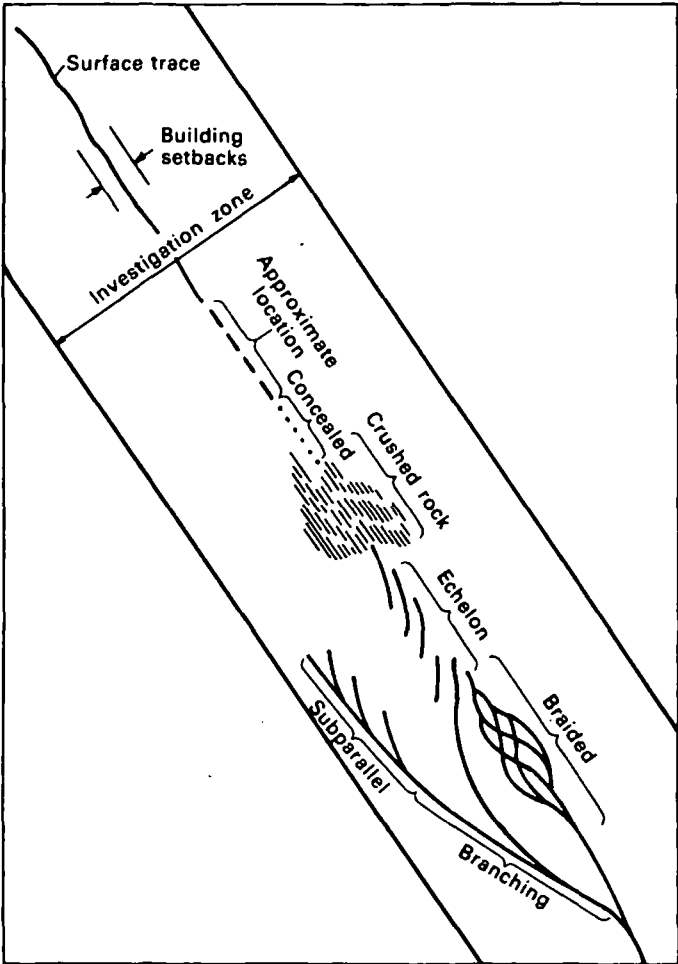 Surface trace
Building
setbacks
Investigation zone
Approximate
location
Concealed
Crushed rock
Echelon
Braided
Subparallel
Branching